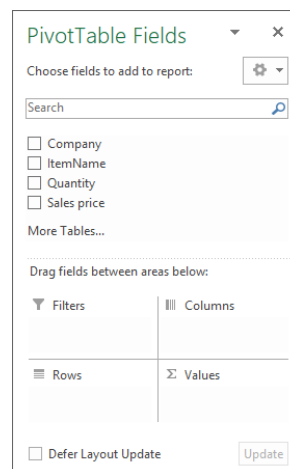 PivotTable Fields
Choose fields to add to report:
Search
Company
ItemName
Quantity
Sales price
More Tables...
Drag fields between areas below:
Filters
Columns
Rows
Σ Values
Defer Layout Update
Update